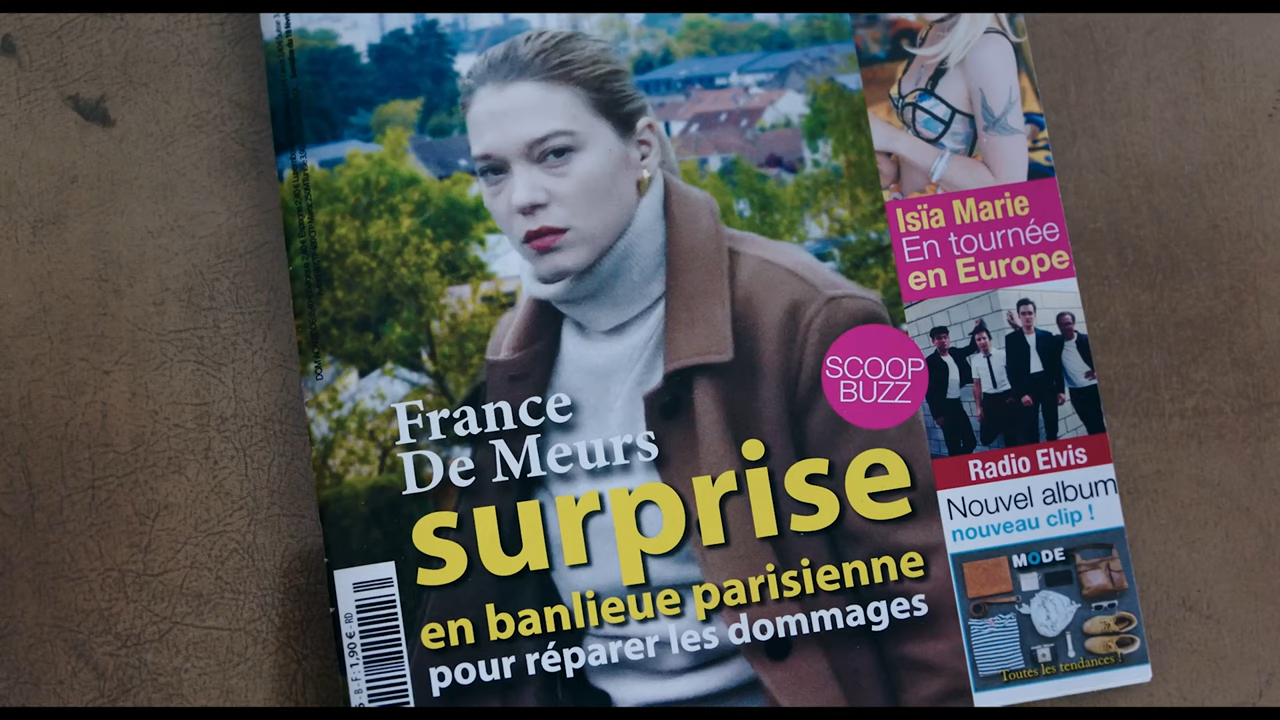 France
De Meurs
surprise
en banlieue parisienne
pour réparer les dommages
SCOOP
BUZZ
Isïa Marie
En tournée
en Europe
Radio Elvis
Nouvel album
nouveau clip !
MODE
Toutes les tendances !
B - F : 1,90 € - RD